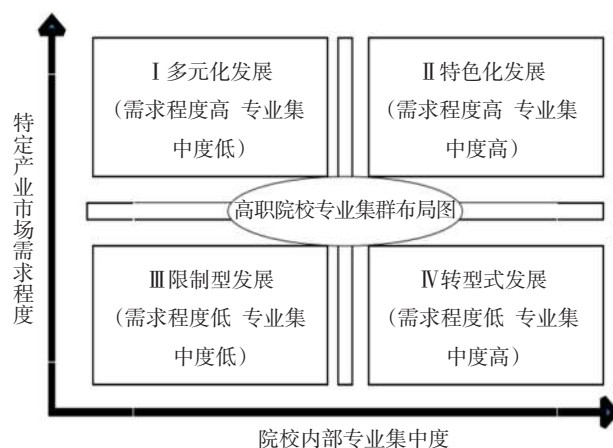 Ⅰ多元化发展
(需求程度高 专业集
中度低)
Ⅱ特色化发展
(需求程度高 专业集
中度高)
特定产业市场需求程度
高职院校专业集群布局图
Ⅲ限制型发展
(需求程度低 专业集
中度低)
Ⅳ转型式发展
(需求程度低 专业集
中度高)
院校内部专业集中度